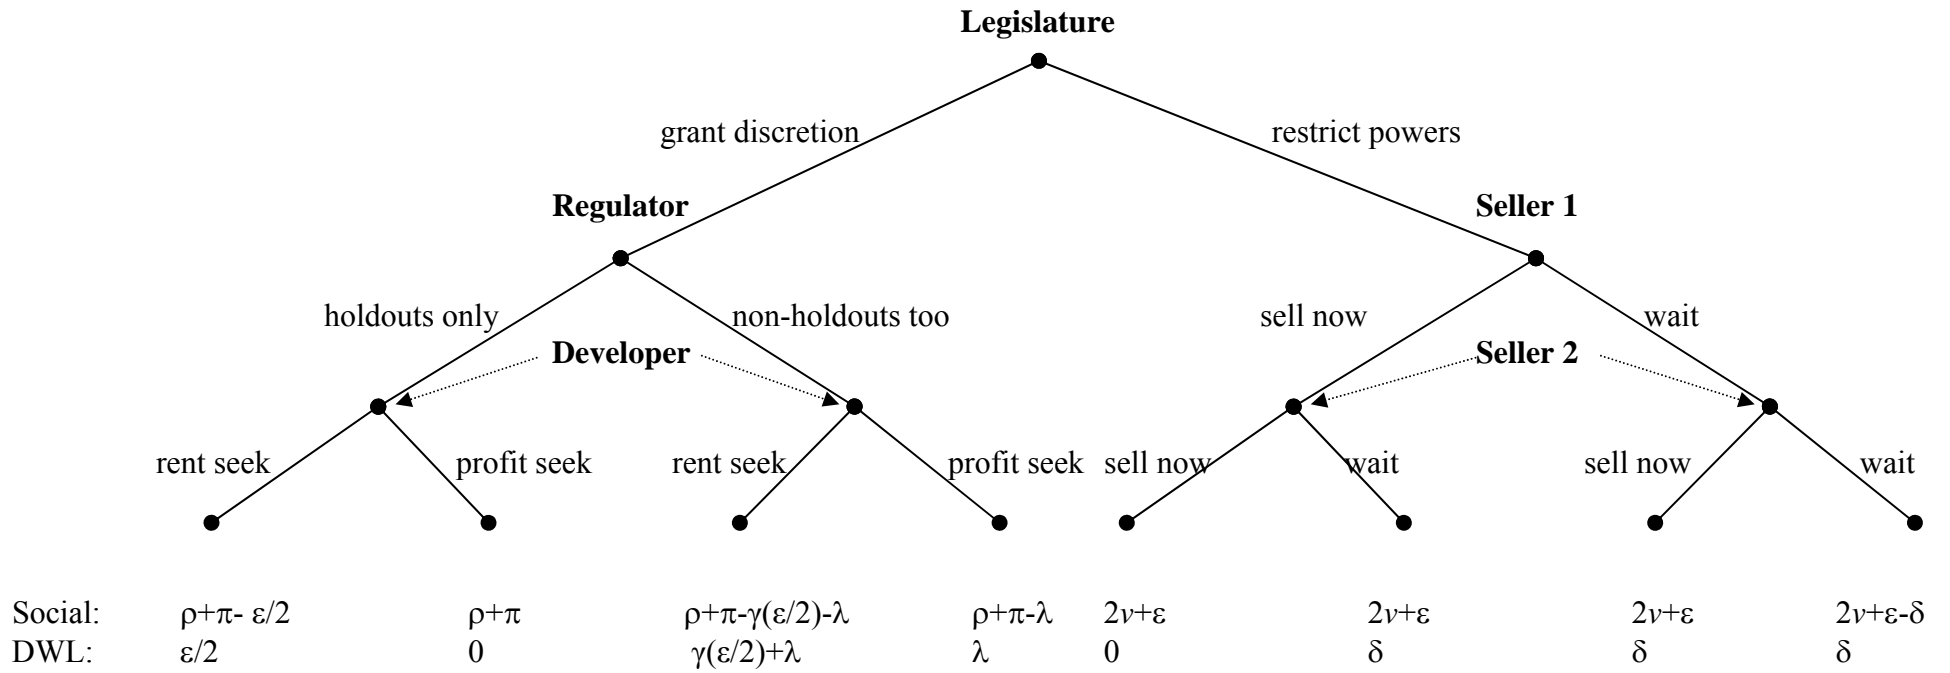 Legislature
grant discretion restrict powers
Regulator Seller 1
holdouts only non-holdouts too sell now wait
Developer Seller 2
rent seek profit seek rent seek profit seek sell now wait sell now wait
Social: ρ+π- ε/2 ρ+π ρ+π-γ(ε/2)-λ ρ+π-λ 2v+ε 2v+ε 2v+ε 2v+ε-δ
DWL: ε/2 0 γ(ε/2)+λ λ 0 δ δ δ